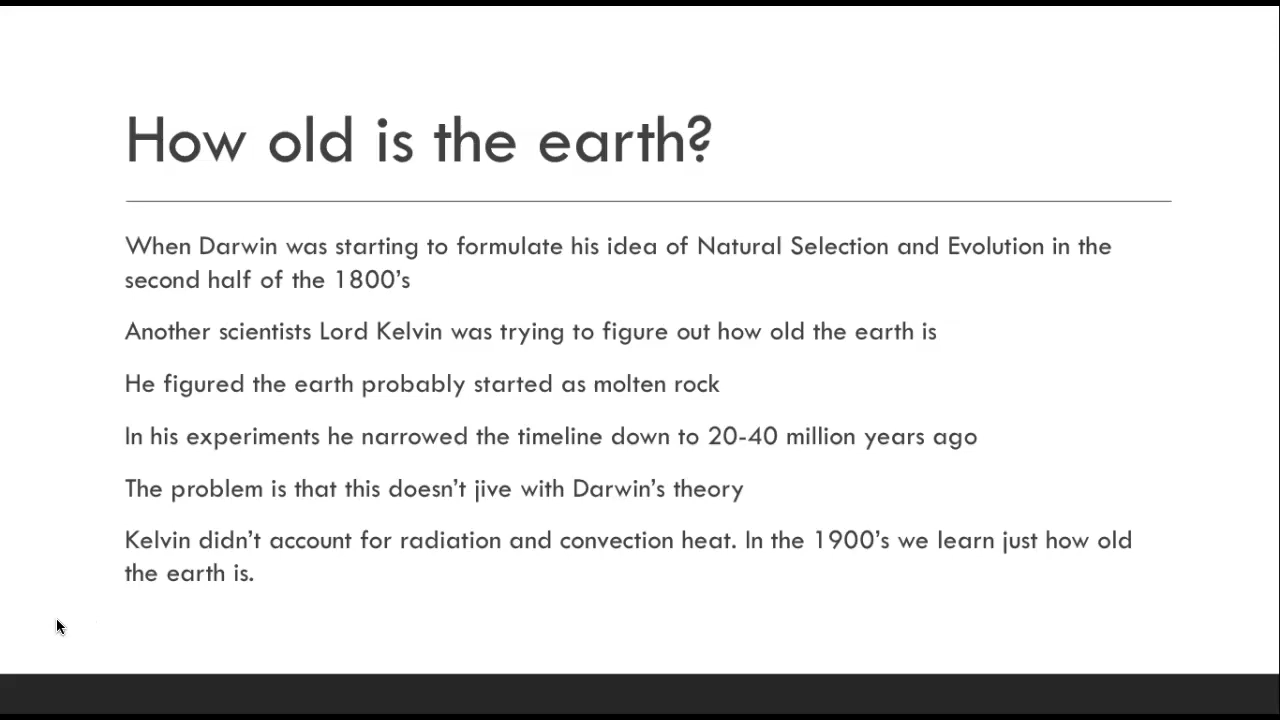 How old is the earth?
When Darwin was starting to formulate his idea of Natural Selection and Evolution in the
second half of the 1800's
Another scientists Lord Kelvin was trying to figure out how old the earth is
He figured the earth probably started as molten rock
In his experiments he narrowed the timeline down to 20-40 million years ago
The problem is that this doesn't jive with Darwin's theory
Kelvin didn't account for radiation and convection heat. In the 1900's we learn just how old
the earth is.